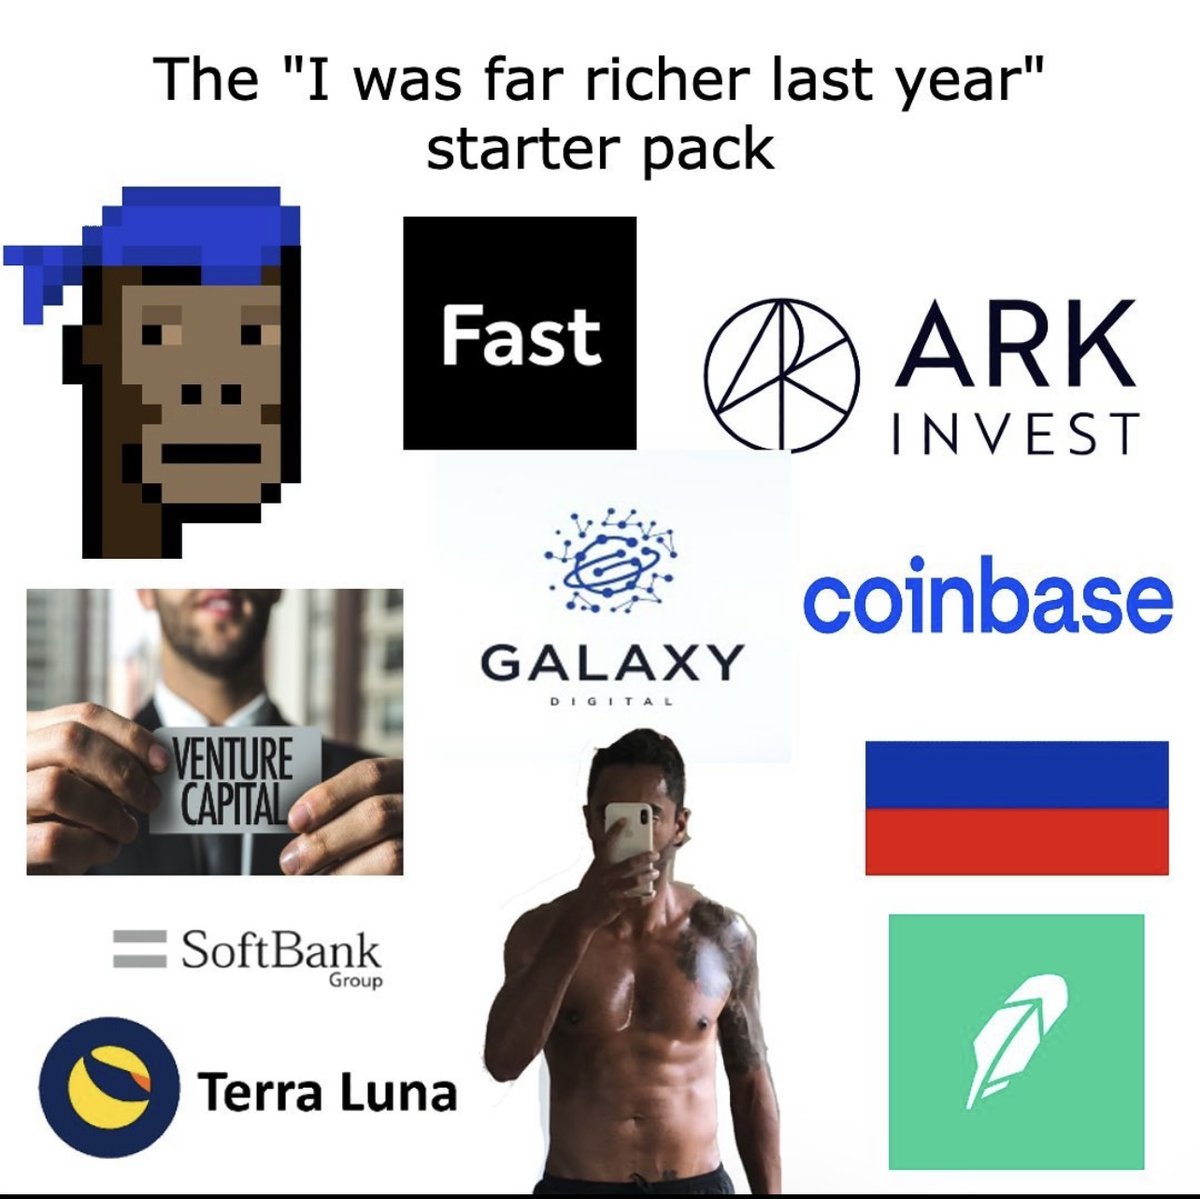 The "I was far richer last year"
starter pack
Fast
ARK
INVEST
GALAXY
DIGITAL
coinbase
VENTURE
CAPITAL
SoftBank
Group
Terra Luna